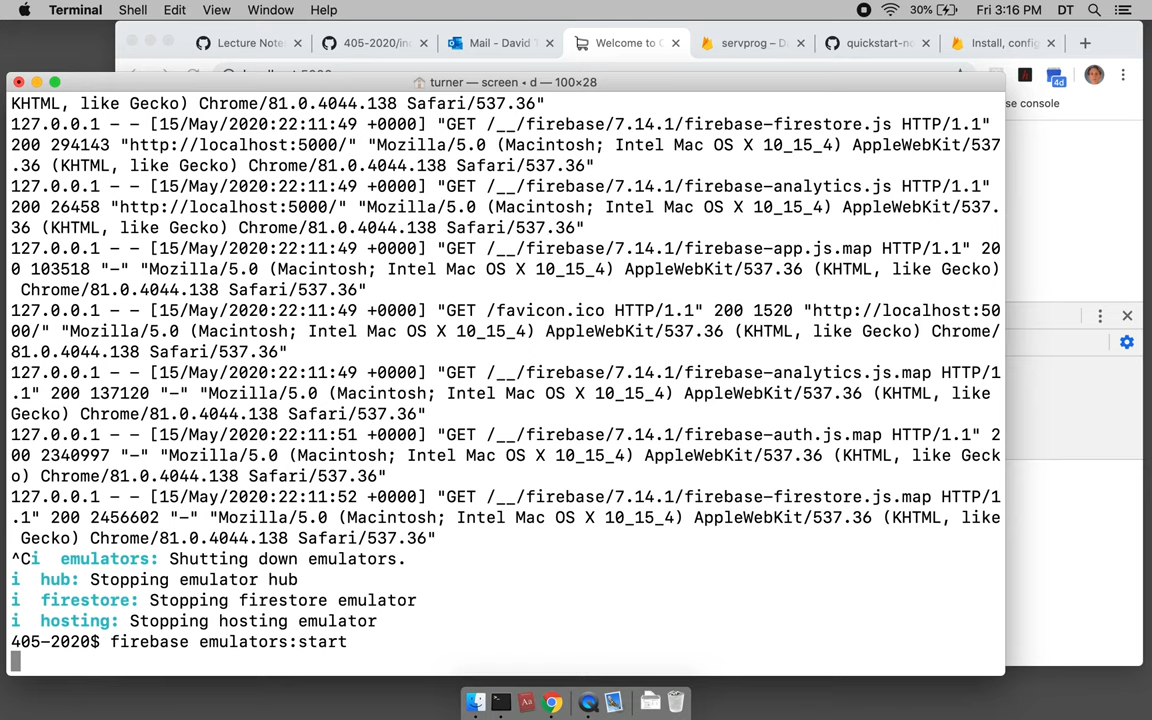 Terminal Shell Edit View Window Help 30% Fri 3:16 PM DT
Lecture Note 405-2020/in Mail - David T Welcome to servprog – D quickstart-n Install, config
turner — screen ◂ d — 100×28
4d
se console
KHTML, like Gecko) Chrome/81.0.4044.138 Safari/537.36"
127.0.0.1 - - [15/May/2020:22:11:49 +0000] "GET /__/firebase/7.14.1/firebase-firestore.js HTTP/1.1"
200 294143 "http://localhost:5000/" "Mozilla/5.0 (Macintosh; Intel Mac OS X 10_15_4) AppleWebKit/537
.36 (KHTML, like Gecko) Chrome/81.0.4044.138 Safari/537.36"
127.0.0.1 - - [15/May/2020:22:11:49 +0000] "GET /__/firebase/7.14.1/firebase-analytics.js HTTP/1.1"
200 26458 "http://localhost:5000/" "Mozilla/5.0 (Macintosh; Intel Mac OS X 10_15_4) AppleWebKit/537.
36 (KHTML, like Gecko) Chrome/81.0.4044.138 Safari/537.36"
127.0.0.1 - - [15/May/2020:22:11:49 +0000] "GET /__/firebase/7.14.1/firebase-app.js.map HTTP/1.1" 20
0 103518 "-" "Mozilla/5.0 (Macintosh; Intel Mac OS X 10_15_4) AppleWebKit/537.36 (KHTML, like Gecko)
Chrome/81.0.4044.138 Safari/537.36"
127.0.0.1 - - [15/May/2020:22:11:49 +0000] "GET /favicon.ico HTTP/1.1" 200 1520 "http://localhost:50
00/" "Mozilla/5.0 (Macintosh; Intel Mac OS X 10_15_4) AppleWebKit/537.36 (KHTML, like Gecko) Chrome/
81.0.4044.138 Safari/537.36"
127.0.0.1 - - [15/May/2020:22:11:49 +0000] "GET /__/firebase/7.14.1/firebase-analytics.js.map HTTP/1
.1" 200 137120 "-" "Mozilla/5.0 (Macintosh; Intel Mac OS X 10_15_4) AppleWebKit/537.36 (KHTML, like
Gecko) Chrome/81.0.4044.138 Safari/537.36"
127.0.0.1 - - [15/May/2020:22:11:51 +0000] "GET /__/firebase/7.14.1/firebase-auth.js.map HTTP/1.1" 2
00 2340997 "-" "Mozilla/5.0 (Macintosh; Intel Mac OS X 10_15_4) AppleWebKit/537.36 (KHTML, like Geck
o) Chrome/81.0.4044.138 Safari/537.36"
127.0.0.1 - - [15/May/2020:22:11:52 +0000] "GET /__/firebase/7.14.1/firebase-firestore.js.map HTTP/1
.1" 200 2456602 "-" "Mozilla/5.0 (Macintosh; Intel Mac OS X 10_15_4) AppleWebKit/537.36 (KHTML, like
Gecko) Chrome/81.0.4044.138 Safari/537.36"
^Ci emulators: Shutting down emulators.
i hub: Stopping emulator hub
i firestore: Stopping firestore emulator
i hosting: Stopping hosting emulator
405-2020$ firebase emulators:start